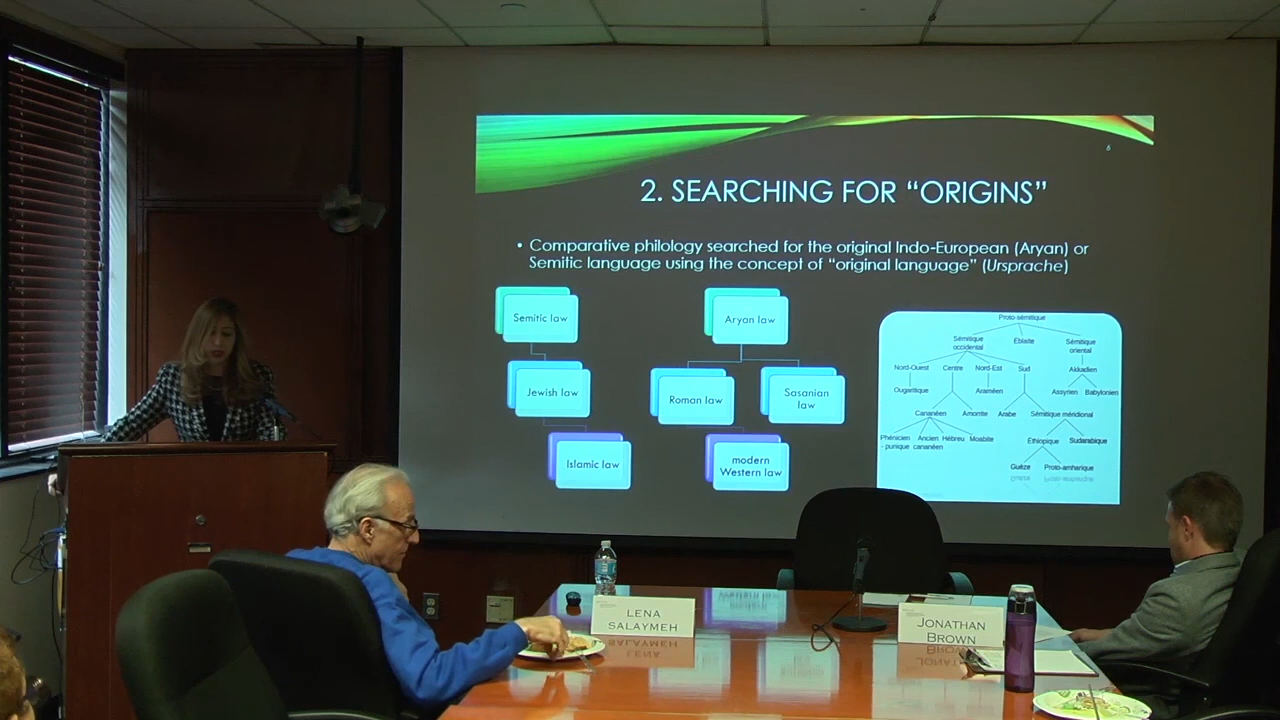 6
2. SEARCHING FOR “ORIGINS”
• Comparative philology searched for the original Indo-European (Aryan) or
Semitic language using the concept of “original language” (Ursprache)
Semitic law
Jewish law
Islamic law
Aryan law
Roman law
Sasanian
law
modern
Western law
Proto-sémitique
Sémitique
occidental
Éblaïte
Sémitique
oriental
Nord-Ouest
Centre
Nord-Est
Sud
Akkadien
Ougaritique
Araméen
Assyrien
Babylonien
Cananéen
Amorrite
Arabe
Sémitique méridional
Phénicien
- punique
Ancien
cananéen
Hébreu
Moabite
Éthiopique
Sudarabique
Guèze
Proto-amharique
LENA
SALAYMEH
JONATHAN
BROWN